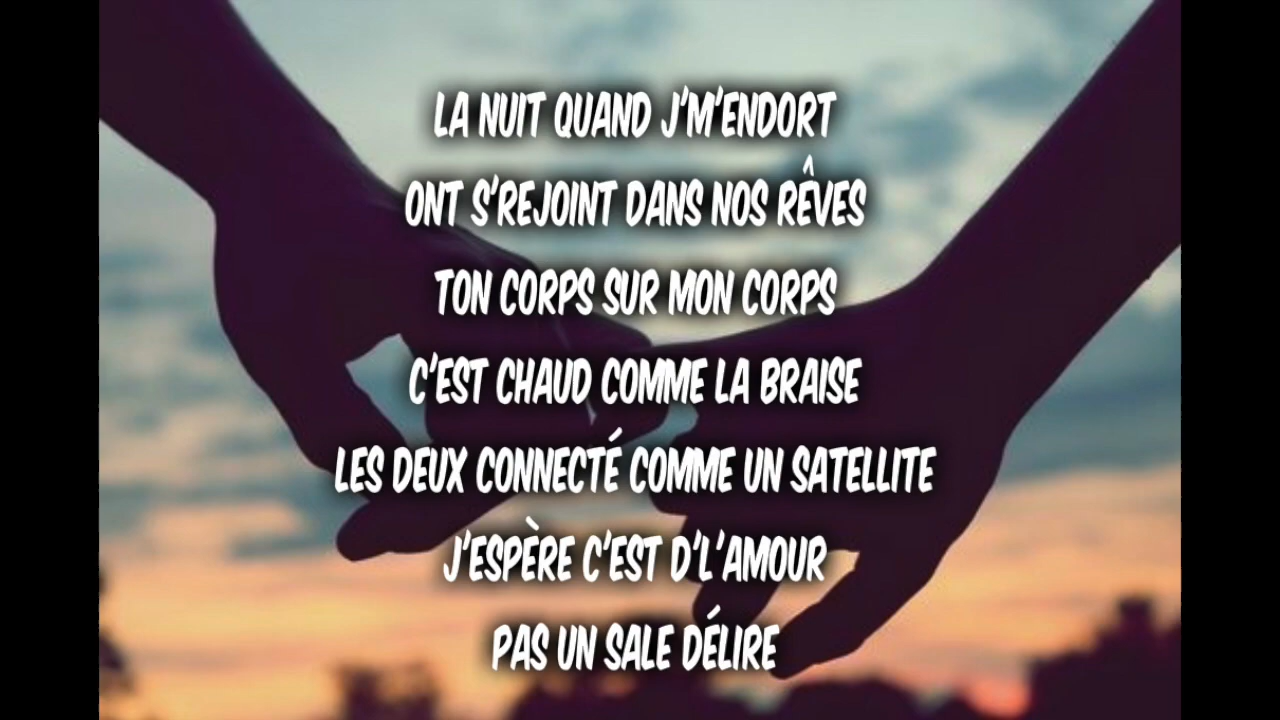 LA NUIT QUAND J'M'ENDORT
ONT S'REJOINT DANS NOS RÊVES
TON CORPS SUR MON CORPS
C'EST CHAUD COMME LA BRAISE
LES DEUX CONNECTÉ COMME UN SATELLITE
J'ESPÈRE C'EST D'L'AMOUR
PAS UN SALE DÉLIRE